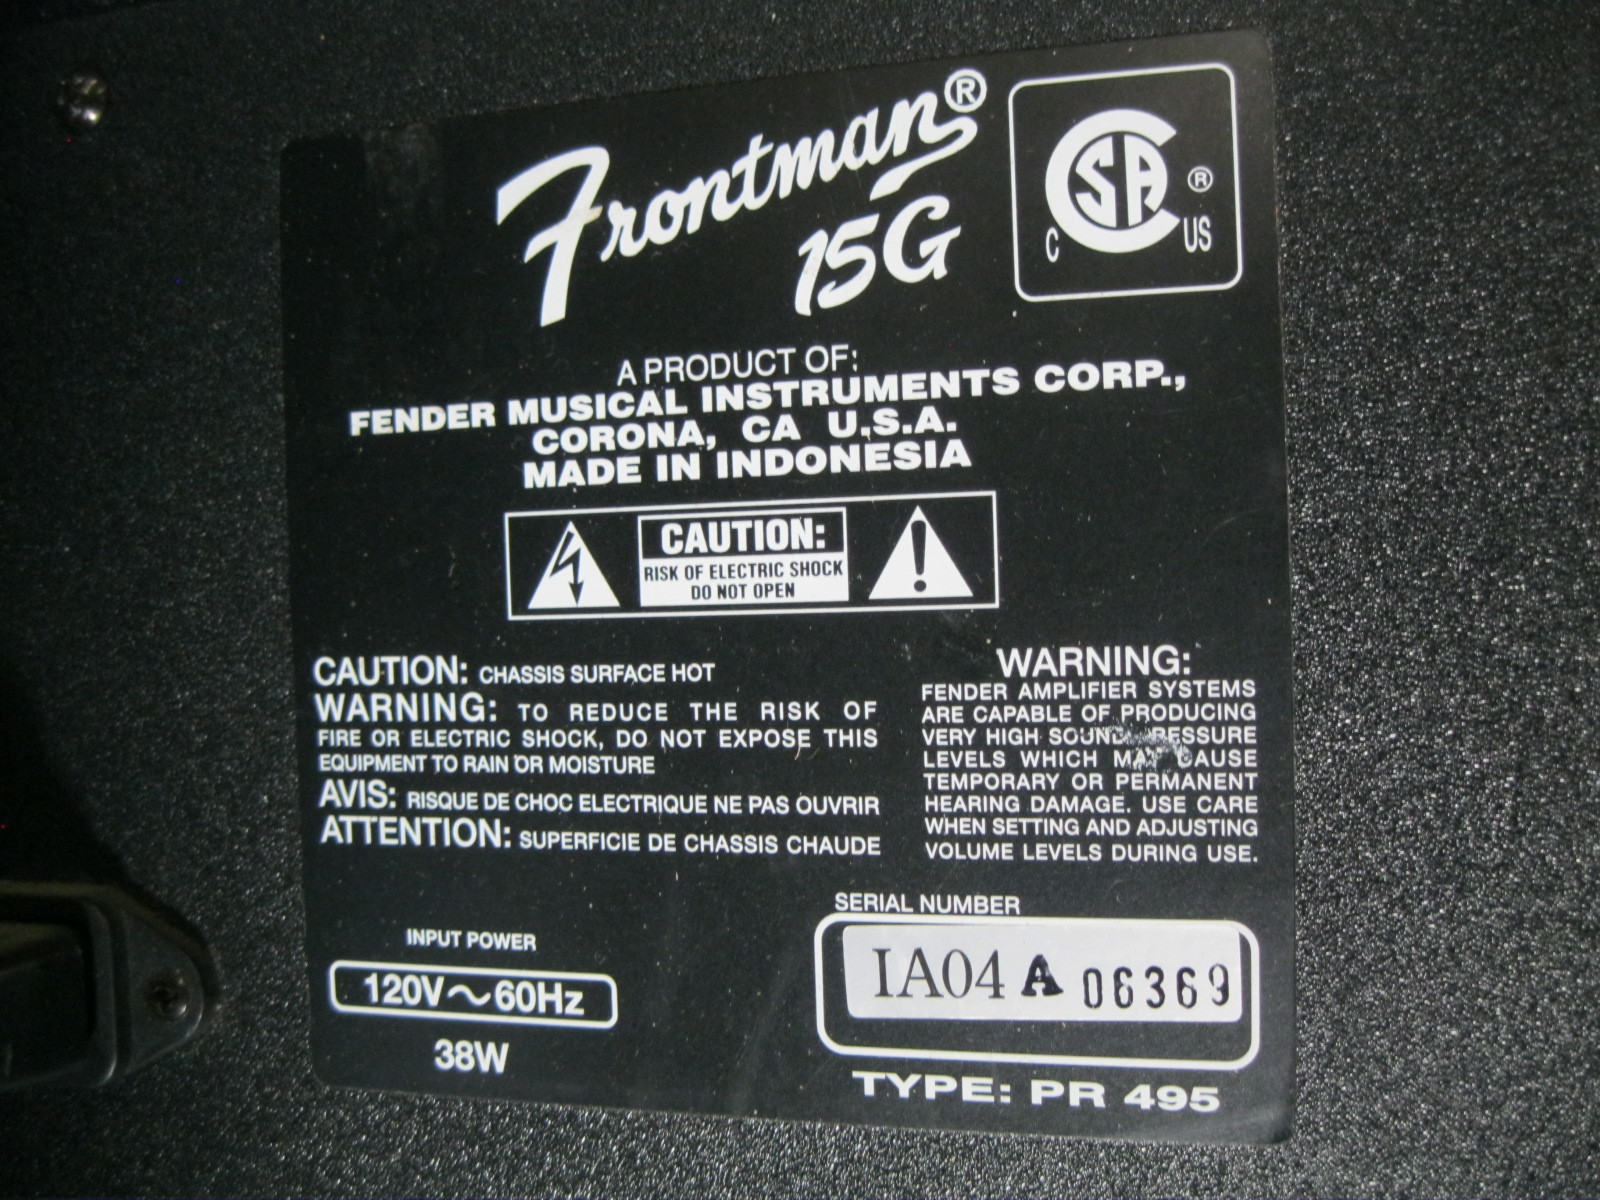 Frontman®
15G
CSA ®
C US
A PRODUCT OF:
FENDER MUSICAL INSTRUMENTS CORP.,
CORONA, CA U.S.A.
MADE IN INDONESIA
CAUTION:
RISK OF ELECTRIC SHOCK
DO NOT OPEN
CAUTION: CHASSIS SURFACE HOT
WARNING: TO REDUCE THE RISK OF
FIRE OR ELECTRIC SHOCK, DO NOT EXPOSE THIS
EQUIPMENT TO RAIN OR MOISTURE
AVIS: RISQUE DE CHOC ELECTRIQUE NE PAS OUVRIR
ATTENTION: SUPERFICIE DE CHASSIS CHAUDE
WARNING:
FENDER AMPLIFIER SYSTEMS
ARE CAPABLE OF PRODUCING
VERY HIGH SOUND PRESSURE
LEVELS WHICH MAY CAUSE
TEMPORARY OR PERMANENT
HEARING DAMAGE. USE CARE
WHEN SETTING AND ADJUSTING
VOLUME LEVELS DURING USE.
INPUT POWER
120V~60Hz
38W
SERIAL NUMBER
IA04 A 06369
TYPE: PR 495